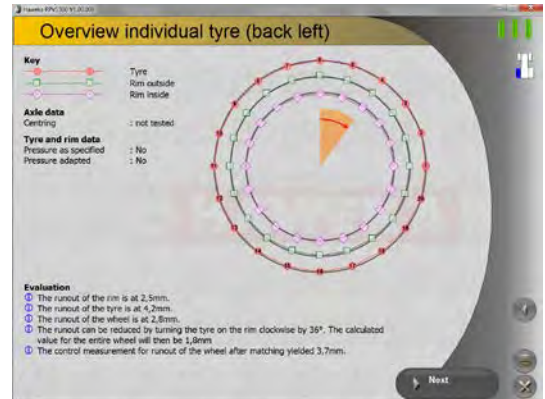 Haweka RPV5300 V1.00.000
Overview individual tyre (back left)
Key
Tyre
Rim outside
Rim inside
Axle data
Centring : not tested
Tyre and rim data
Pressure as specified : No
Pressure adapted : No
Evaluation
The runout of the rim is at 2,5mm.
The runout of the tyre is at 4,2mm.
The runout of the wheel is at 2,8mm.
The runout can be reduced by turning the tyre on the rim clockwise by 36°. The calculated
value for the entire wheel will then be 1,8mm
The control measurement for runout of the wheel after matching yielded 3,7mm.
Next